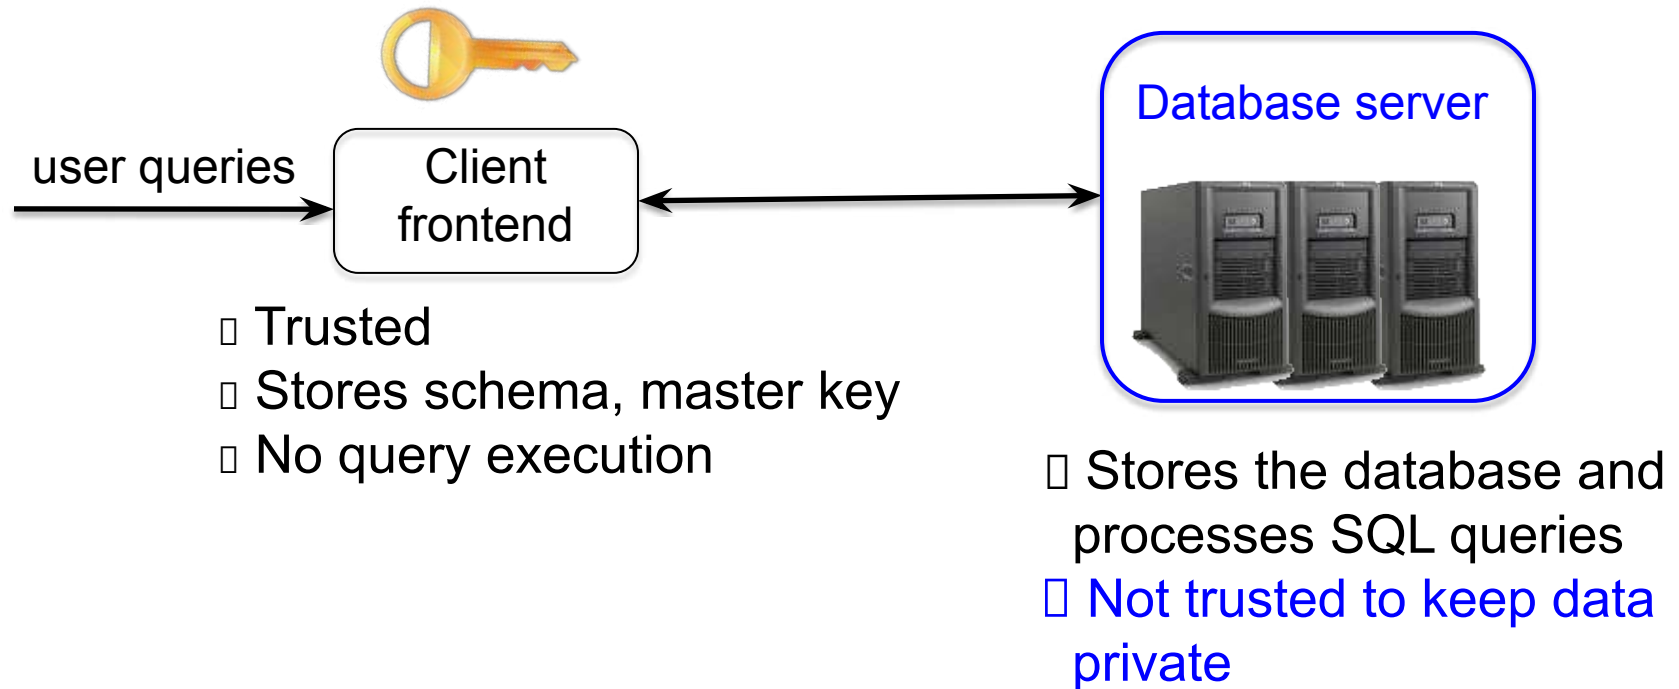 user queries
Client
frontend
Database server
▯ Trusted
▯ Stores schema, master key
▯ No query execution
▯ Stores the database and
processes SQL queries
▯ Not trusted to keep data
private